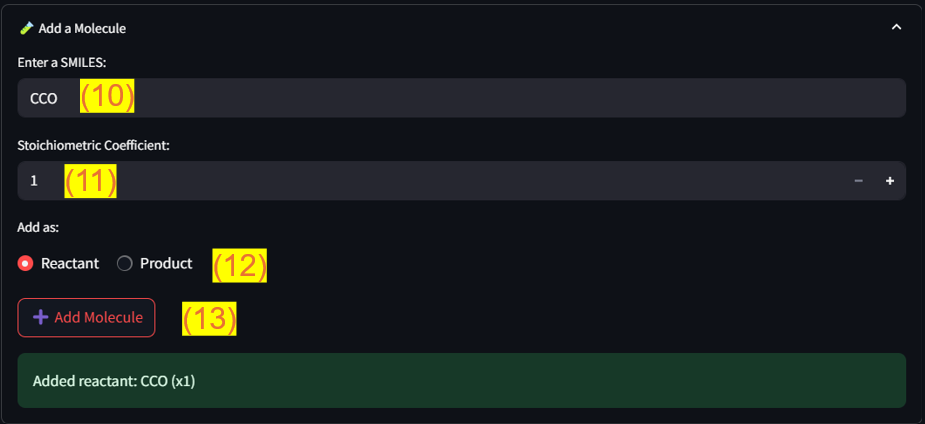 Add a Molecule
Enter a SMILES:
CCO (10)
Stoichiometric Coefficient:
1 (11) − +
Add as:
Reactant Product (12)
+ Add Molecule (13)
Added reactant: CCO (x1)